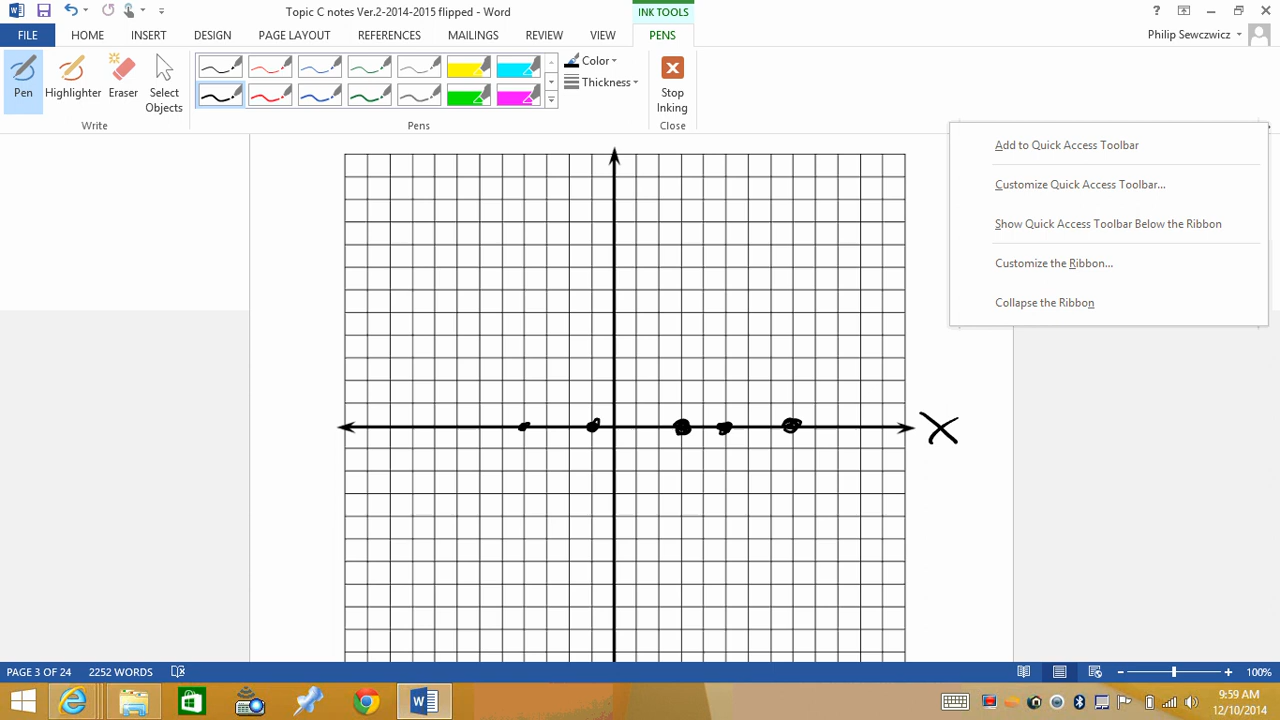 Topic C notes Ver.2-2014-2015 flipped - Word
INK TOOLS
?
FILE
HOME
INSERT
DESIGN
PAGE LAYOUT
REFERENCES
MAILINGS
REVIEW
VIEW
PENS
Philip Sewczwicz
Pen
Highlighter
Eraser
Select
Objects
Color
Thickness
Stop
Inking
Write
Pens
Close
Add to Quick Access Toolbar
Customize Quick Access Toolbar...
Show Quick Access Toolbar Below the Ribbon
Customize the Ribbon...
Collapse the Ribbon
X
PAGE 3 OF 24
2252 WORDS
100%
9:59 AM
12/10/2014